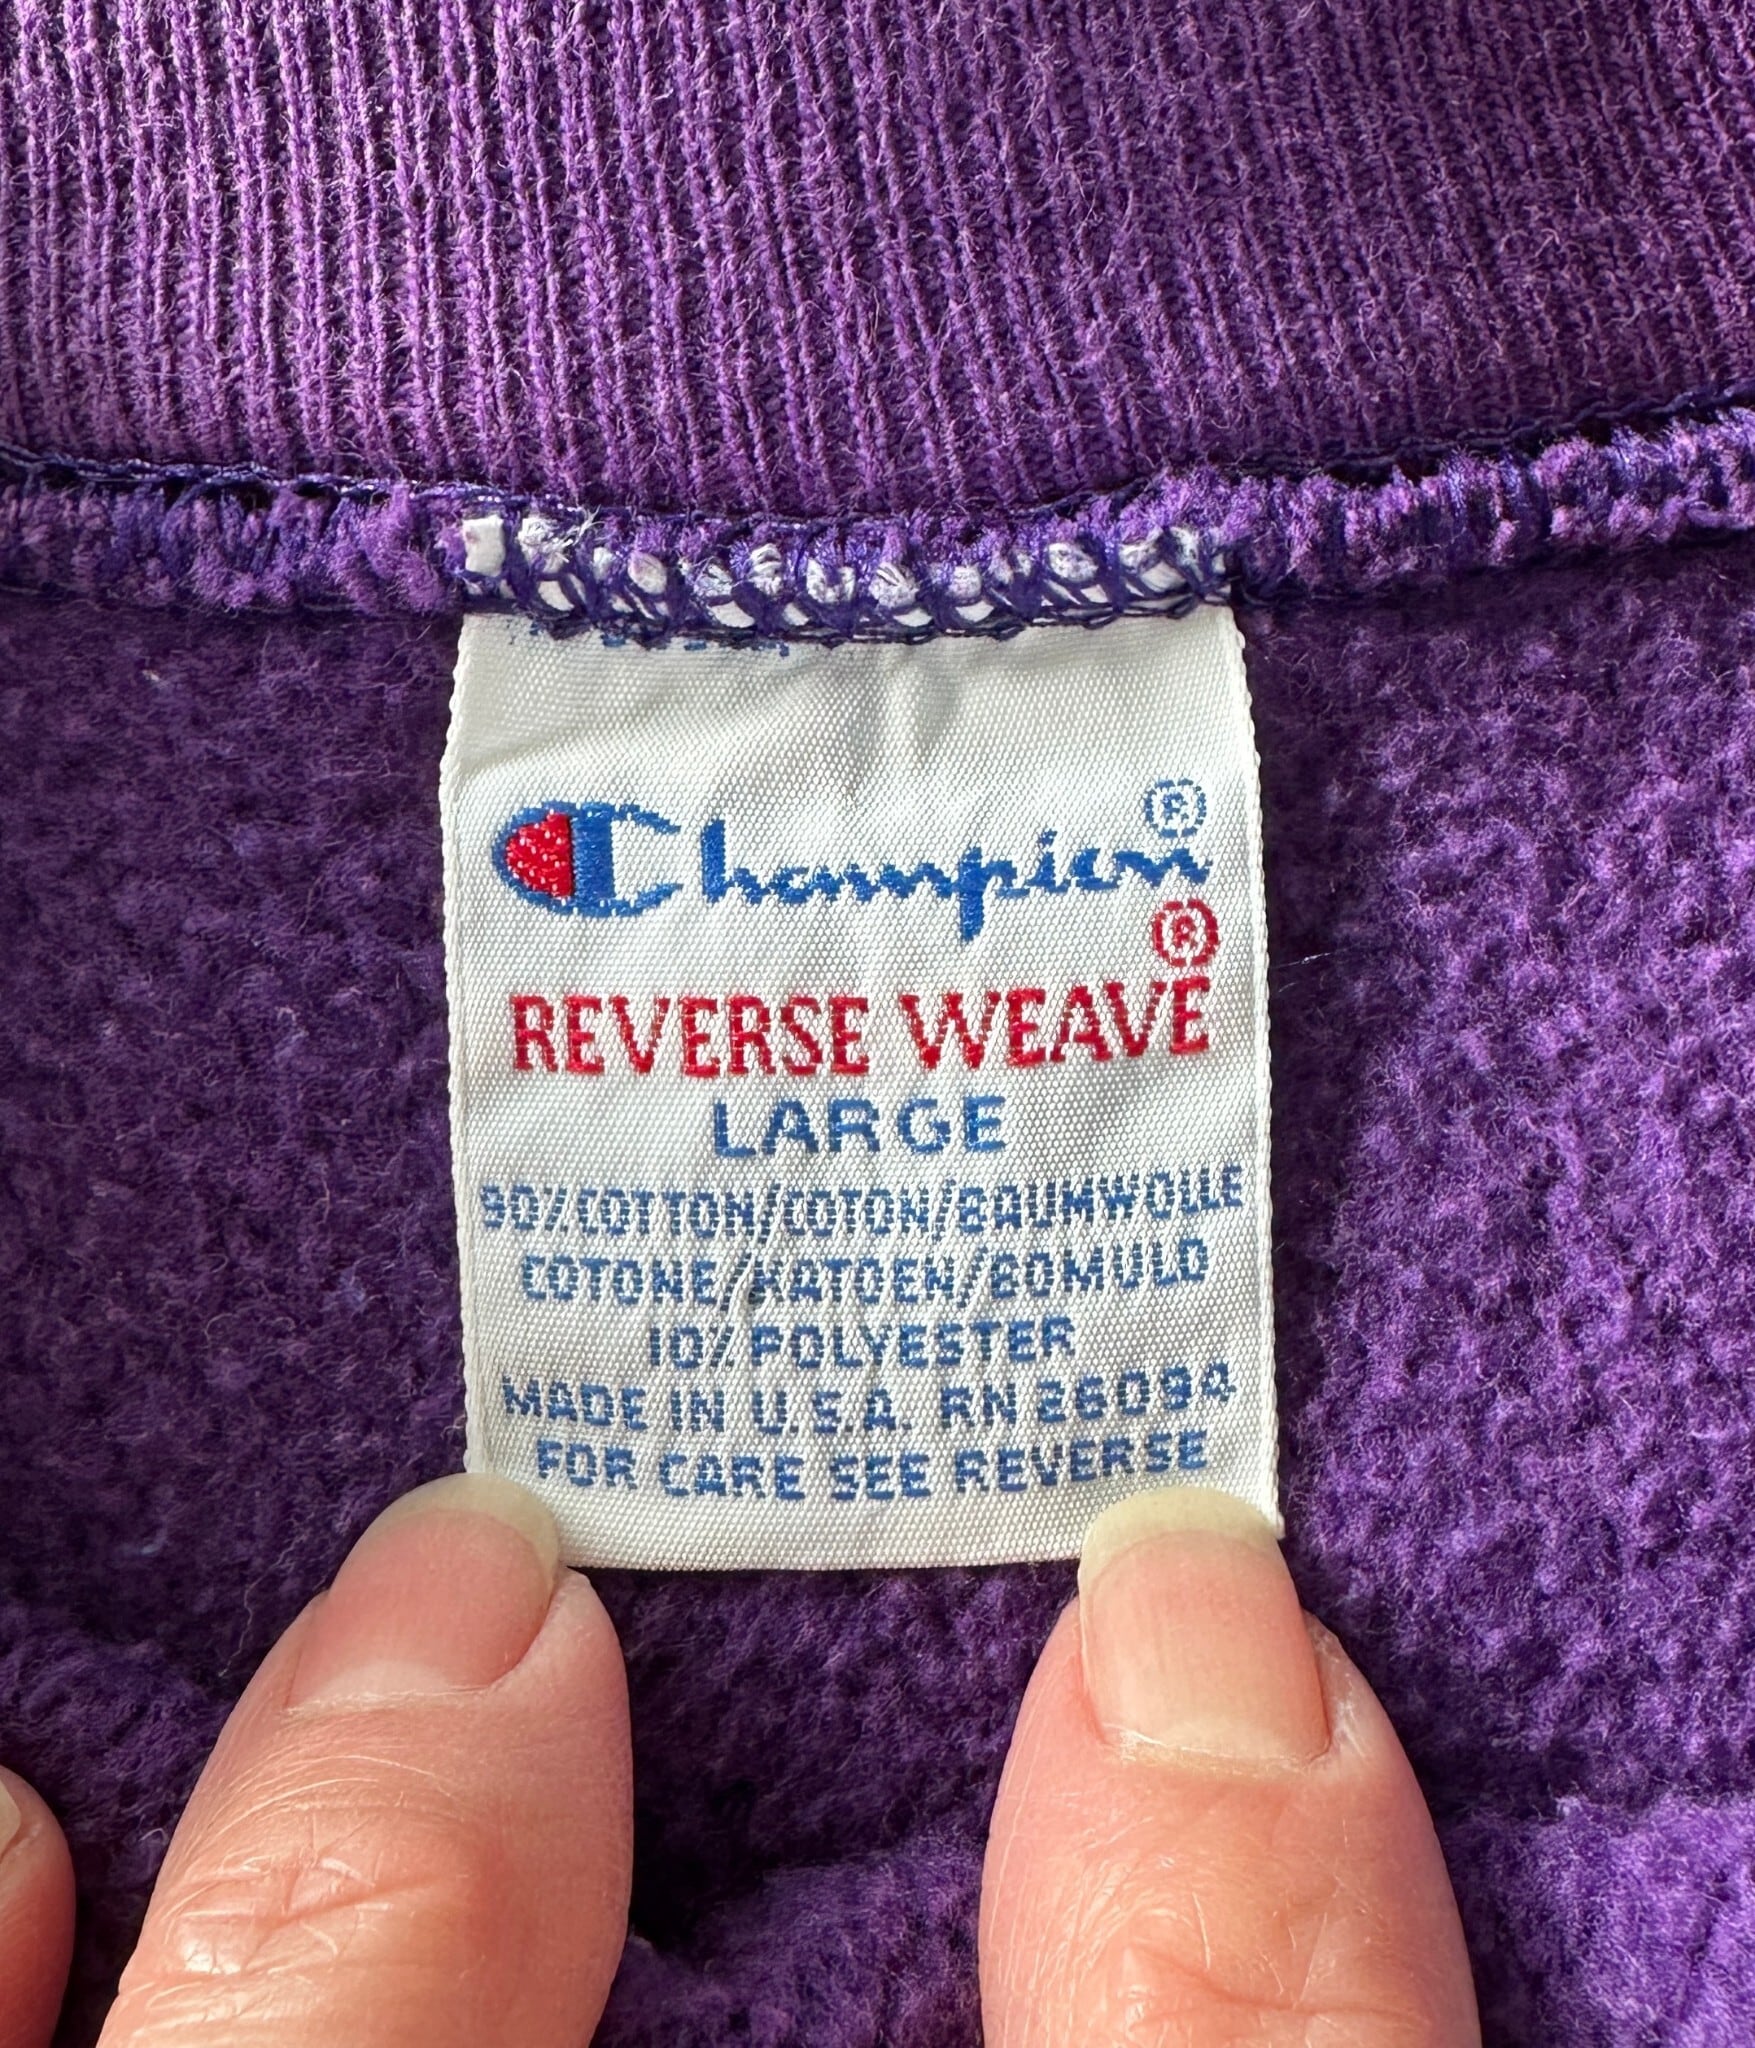 Champion®
REVERSE WEAVE®
LARGE
90% COTTON/COTON/BAUMWOLLE
COTONE/KATOEN/BOMULD
10% POLYESTER
MADE IN U.S.A. RN 26094
FOR CARE SEE REVERSE